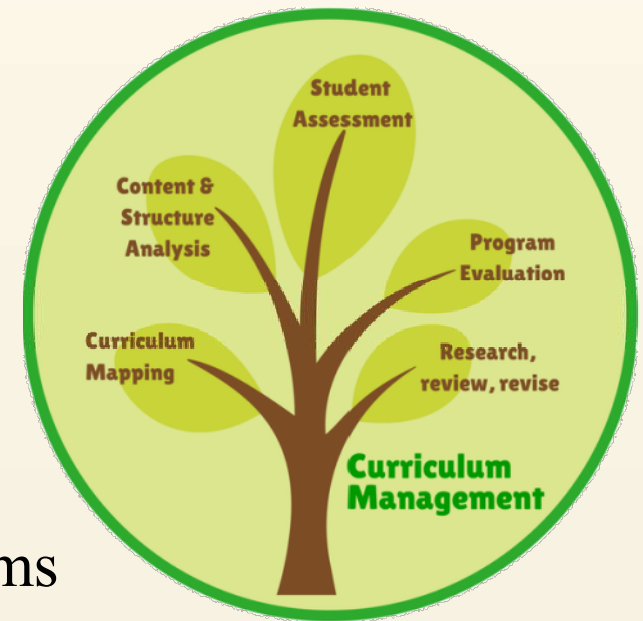 Student
Assessment
Content &
Structure
Analysis
Program
Evaluation
Curriculum
Mapping
Research,
review, revise
Curriculum
Management
ms